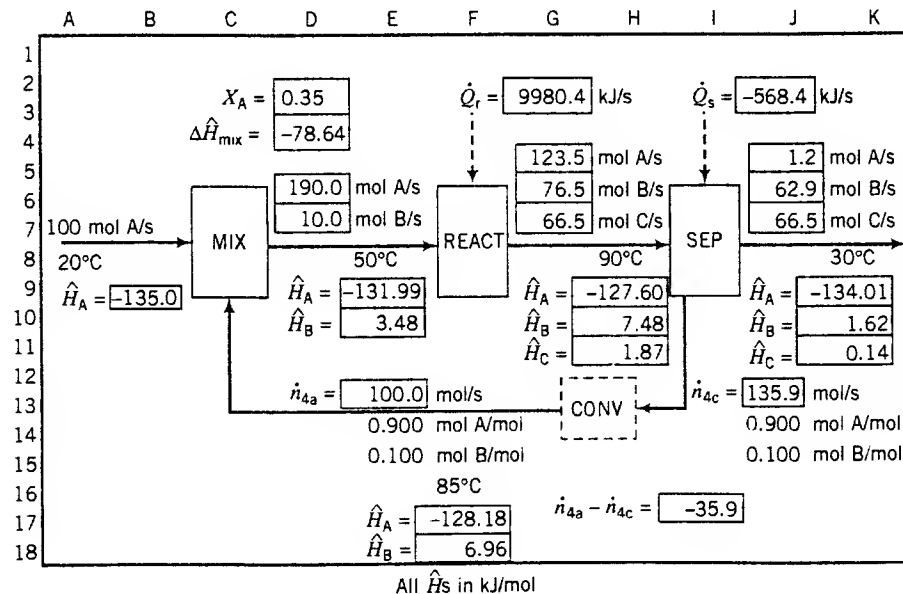 A B C D E F G H I J K
1
2
3
4
5
6
7
8
9
10
11
12
13
14
15
16
17
18
X_A = 0.35
ΔĤ_mix = −78.64
Q̇_r = 9980.4 kJ/s
Q̇_s = −568.4 kJ/s
100 mol A/s
20°C
Ĥ_A = −135.0
MIX
190.0 mol A/s
10.0 mol B/s
50°C
Ĥ_A = −131.99
Ĥ_B = 3.48
REACT
123.5 mol A/s
76.5 mol B/s
66.5 mol C/s
90°C
Ĥ_A = −127.60
Ĥ_B = 7.48
Ĥ_C = 1.87
SEP
1.2 mol A/s
62.9 mol B/s
66.5 mol C/s
30°C
Ĥ_A = −134.01
Ĥ_B = 1.62
Ĥ_C = 0.14
ṅ_4a = 100.0 mol/s
0.900 mol A/mol
0.100 mol B/mol
85°C
Ĥ_A = −128.18
Ĥ_B = 6.96
CONV
ṅ_4c = 135.9 mol/s
0.900 mol A/mol
0.100 mol B/mol
ṅ_4a − ṅ_4c = −35.9
All Ĥs in kJ/mol